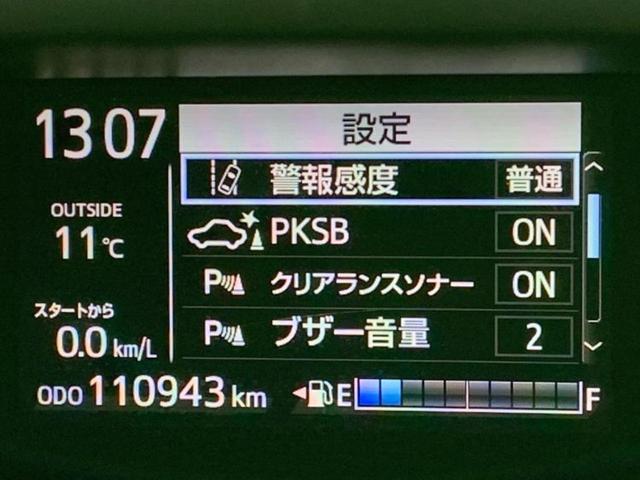 13 07
設定
警報感度 普通
OUTSIDE
11℃
PKSB ON
P クリアランスソナー ON
スタートから
0.0 km/L
P ブザー音量 2
ODO 110943 km
E F